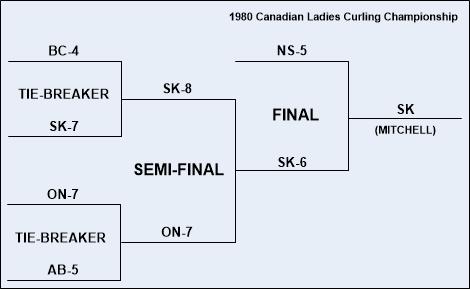 1980 Canadian Ladies Curling Championship
BC-4
TIE-BREAKER
SK-7
SK-8
NS-5
FINAL
SK
(MITCHELL)
SEMI-FINAL
SK-6
ON-7
TIE-BREAKER
AB-5
ON-7